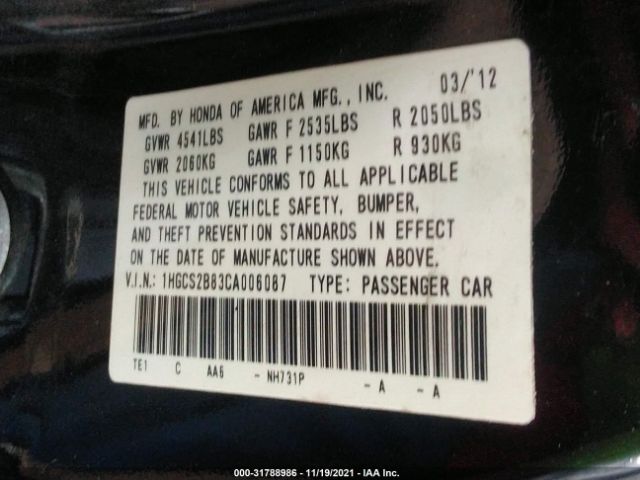 MFD. BY HONDA OF AMERICA MFG., INC. 03/'12
GVWR 4541LBS GAWR F 2535LBS R 2050LBS
GVWR 2060KG GAWR F 1150KG R 930KG
THIS VEHICLE CONFORMS TO ALL APPLICABLE
FEDERAL MOTOR VEHICLE SAFETY, BUMPER,
AND THEFT PREVENTION STANDARDS IN EFFECT
ON THE DATE OF MANUFACTURE SHOWN ABOVE.
V.I.N.: 1HGCS2B83CA006087 TYPE: PASSENGER CAR
TE1 C AA6 - NH731P - A - A
000-31788986 - 11/19/2021 - IAA Inc.